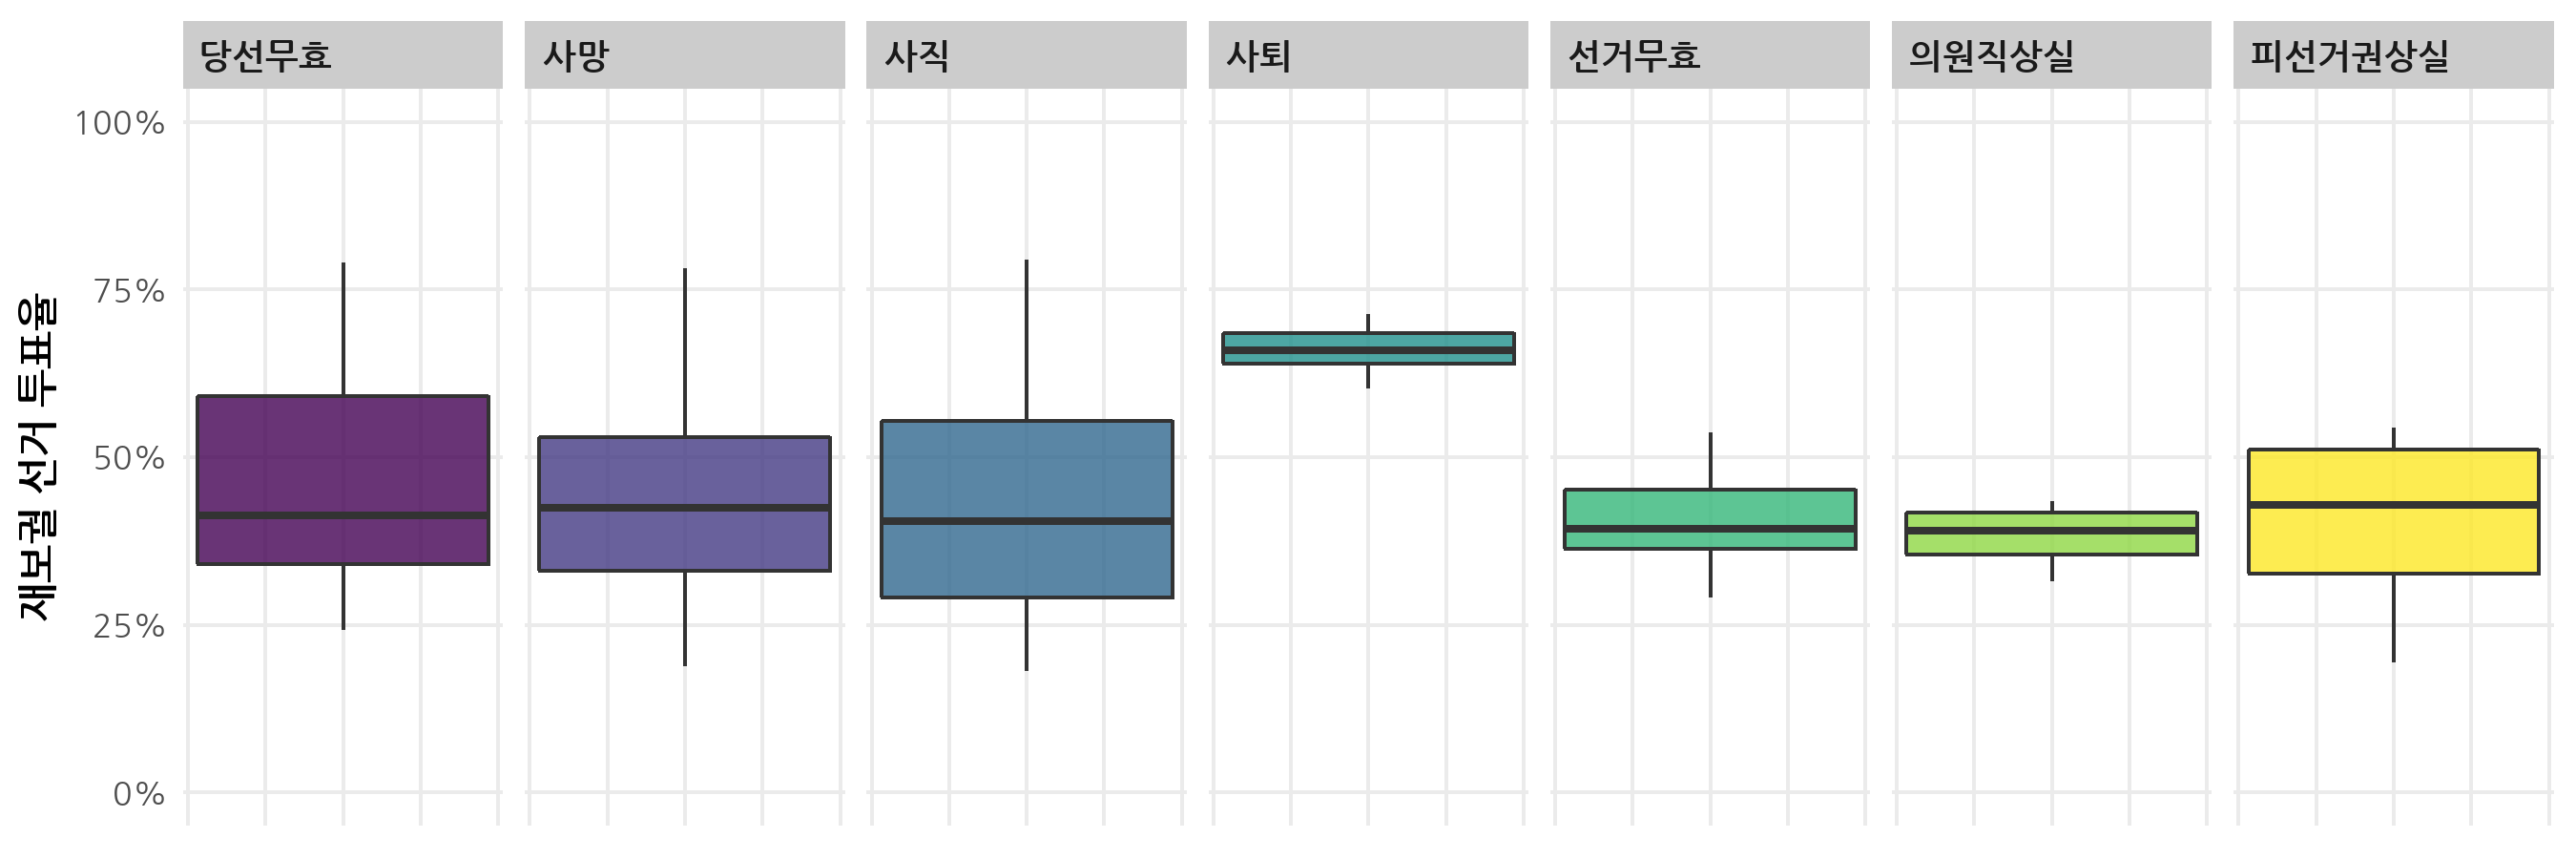 당선무효
사망
사직
사퇴
선거무효
의원직상실
피선거권상실
재보궐 선거 투표율
100%
75%
50%
25%
0%